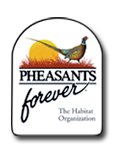 PHEASANTS
forever
The Habitat
Organization